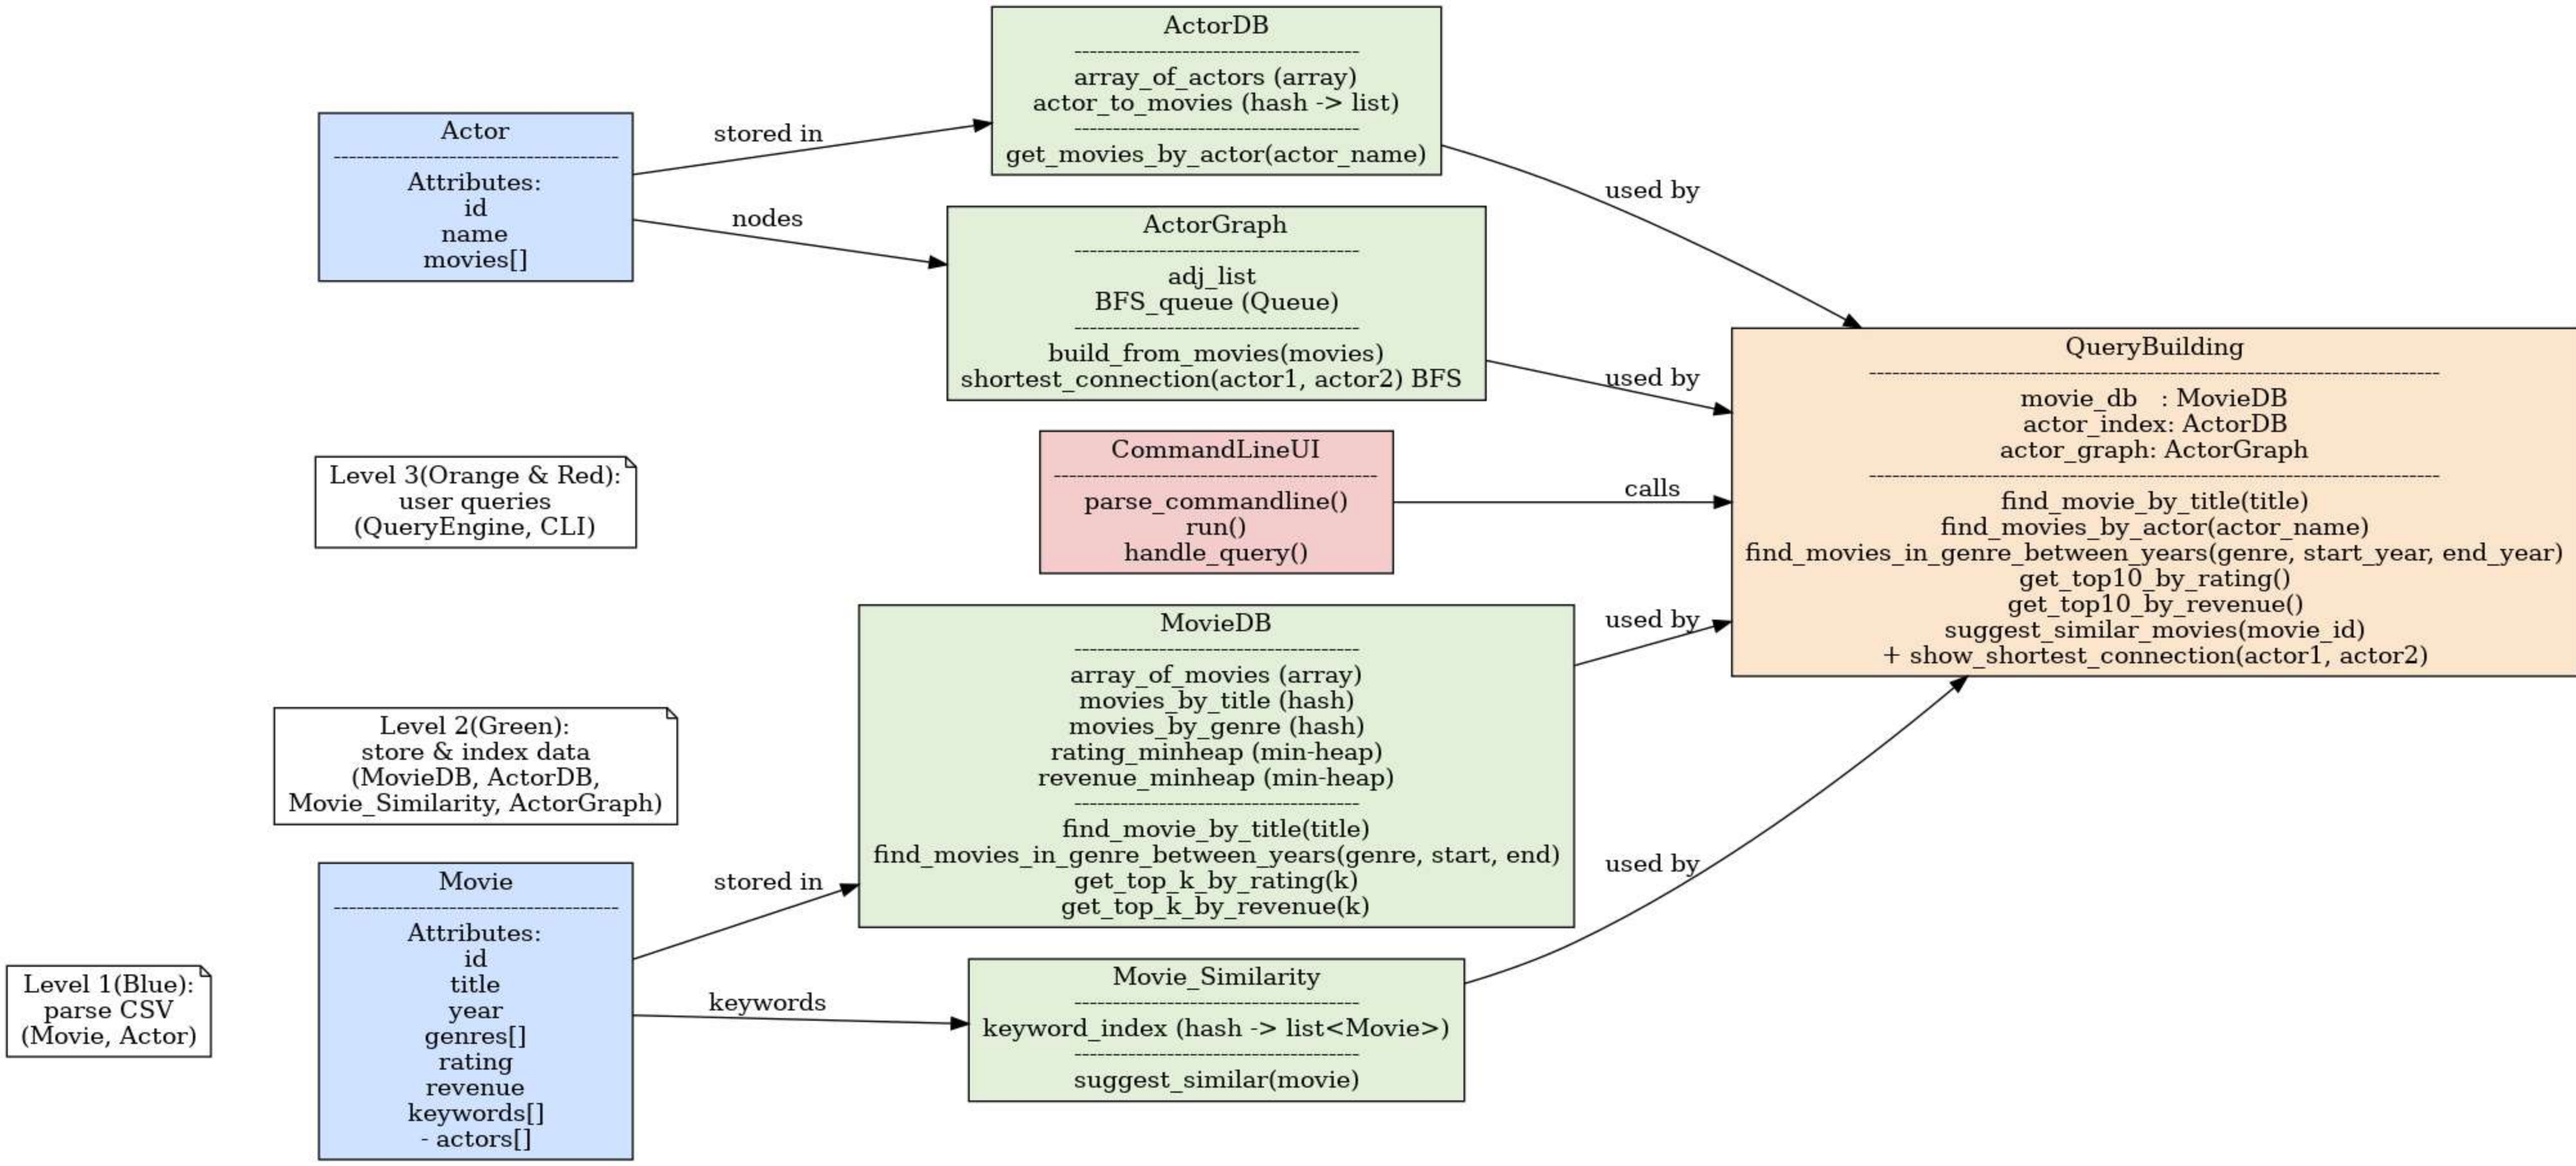 ActorDB
------------------------------------
array_of_actors (array)
actor_to_movies (hash -> list)
------------------------------------
get_movies_by_actor(actor_name)
Actor
------------------------------------
Attributes:
id
name
movies[]
stored in
nodes
used by
ActorGraph
------------------------------------
adj_list
BFS_queue (Queue)
------------------------------------
build_from_movies(movies)
shortest_connection(actor1, actor2) BFS
used by
QueryBuilding
------------------------------------------------------------------------
movie_db   : MovieDB
actor_index: ActorDB
actor_graph: ActorGraph
------------------------------------------------------------------------
find_movie_by_title(title)
find_movies_by_actor(actor_name)
find_movies_in_genre_between_years(genre, start_year, end_year)
get_top10_by_rating()
get_top10_by_revenue()
suggest_similar_movies(movie_id)
+ show_shortest_connection(actor1, actor2)
Level 3(Orange & Red):
user queries
(QueryEngine, CLI)
CommandLineUI
-----------------------------------------
parse_commandline()
run()
handle_query()
calls
MovieDB
------------------------------------
array_of_movies (array)
movies_by_title (hash)
movies_by_genre (hash)
rating_minheap (min-heap)
revenue_minheap (min-heap)
------------------------------------
find_movie_by_title(title)
find_movies_in_genre_between_years(genre, start, end)
get_top_k_by_rating(k)
get_top_k_by_revenue(k)
used by
Level 2(Green):
store & index data
(MovieDB, ActorDB,
Movie_Similarity, ActorGraph)
Movie
------------------------------------
Attributes:
id
title
year
genres[]
rating
revenue
keywords[]
- actors[]
stored in
keywords
used by
Level 1(Blue):
parse CSV
(Movie, Actor)
Movie_Similarity
------------------------------------
keyword_index (hash -> list<Movie>)
------------------------------------
suggest_similar(movie)